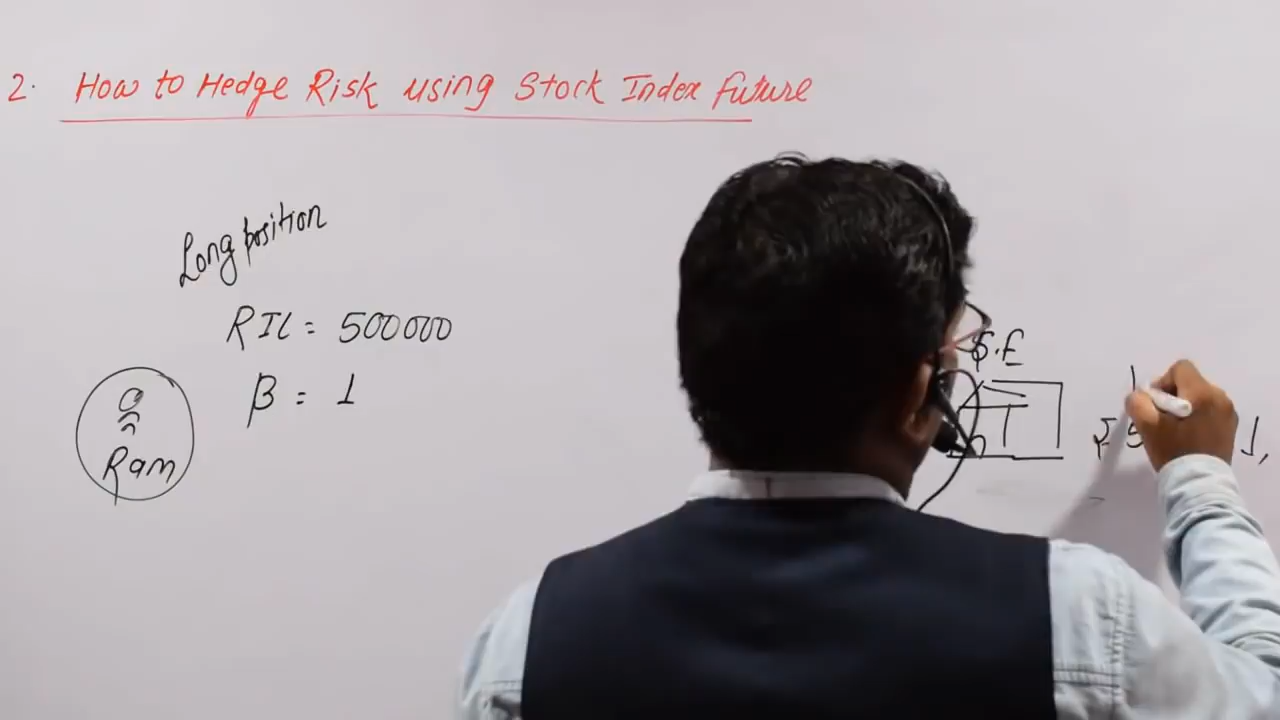 2. How to Hedge Risk using Stock Index Future
Long position
RIL = 500000
β = 1
Ram
S.E